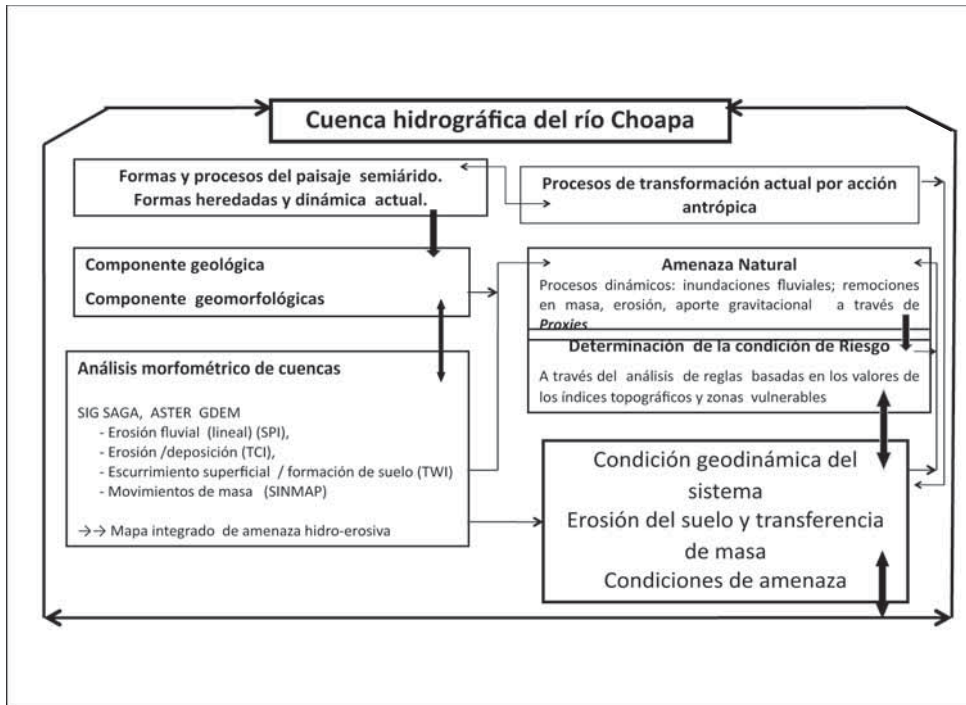 Cuenca hidrográfica del río Choapa
Formas y procesos del paisaje semiárido.
Formas heredadas y dinámica actual.
Procesos de transformación actual por acción
antrópica
Componente geológica
Componente geomorfológicas
Amenaza Natural
Procesos dinámicos: inundaciones fluviales; remociones
en masa, erosión, aporte gravitacional a través de
Proxies
Determinación de la condición de Riesgo
A través del análisis de reglas basadas en los valores de
los índices topográficos y zonas vulnerables
Análisis morfométrico de cuencas
SIG SAGA, ASTER GDEM
- Erosión fluvial (lineal) (SPI),
- Erosión /deposición (TCI),
- Escurrimiento superficial / formación de suelo (TWI)
- Movimientos de masa (SINMAP)
→→ Mapa integrado de amenaza hidro-erosiva
Condición geodinámica del
sistema
Erosión del suelo y transferencia
de masa
Condiciones de amenaza